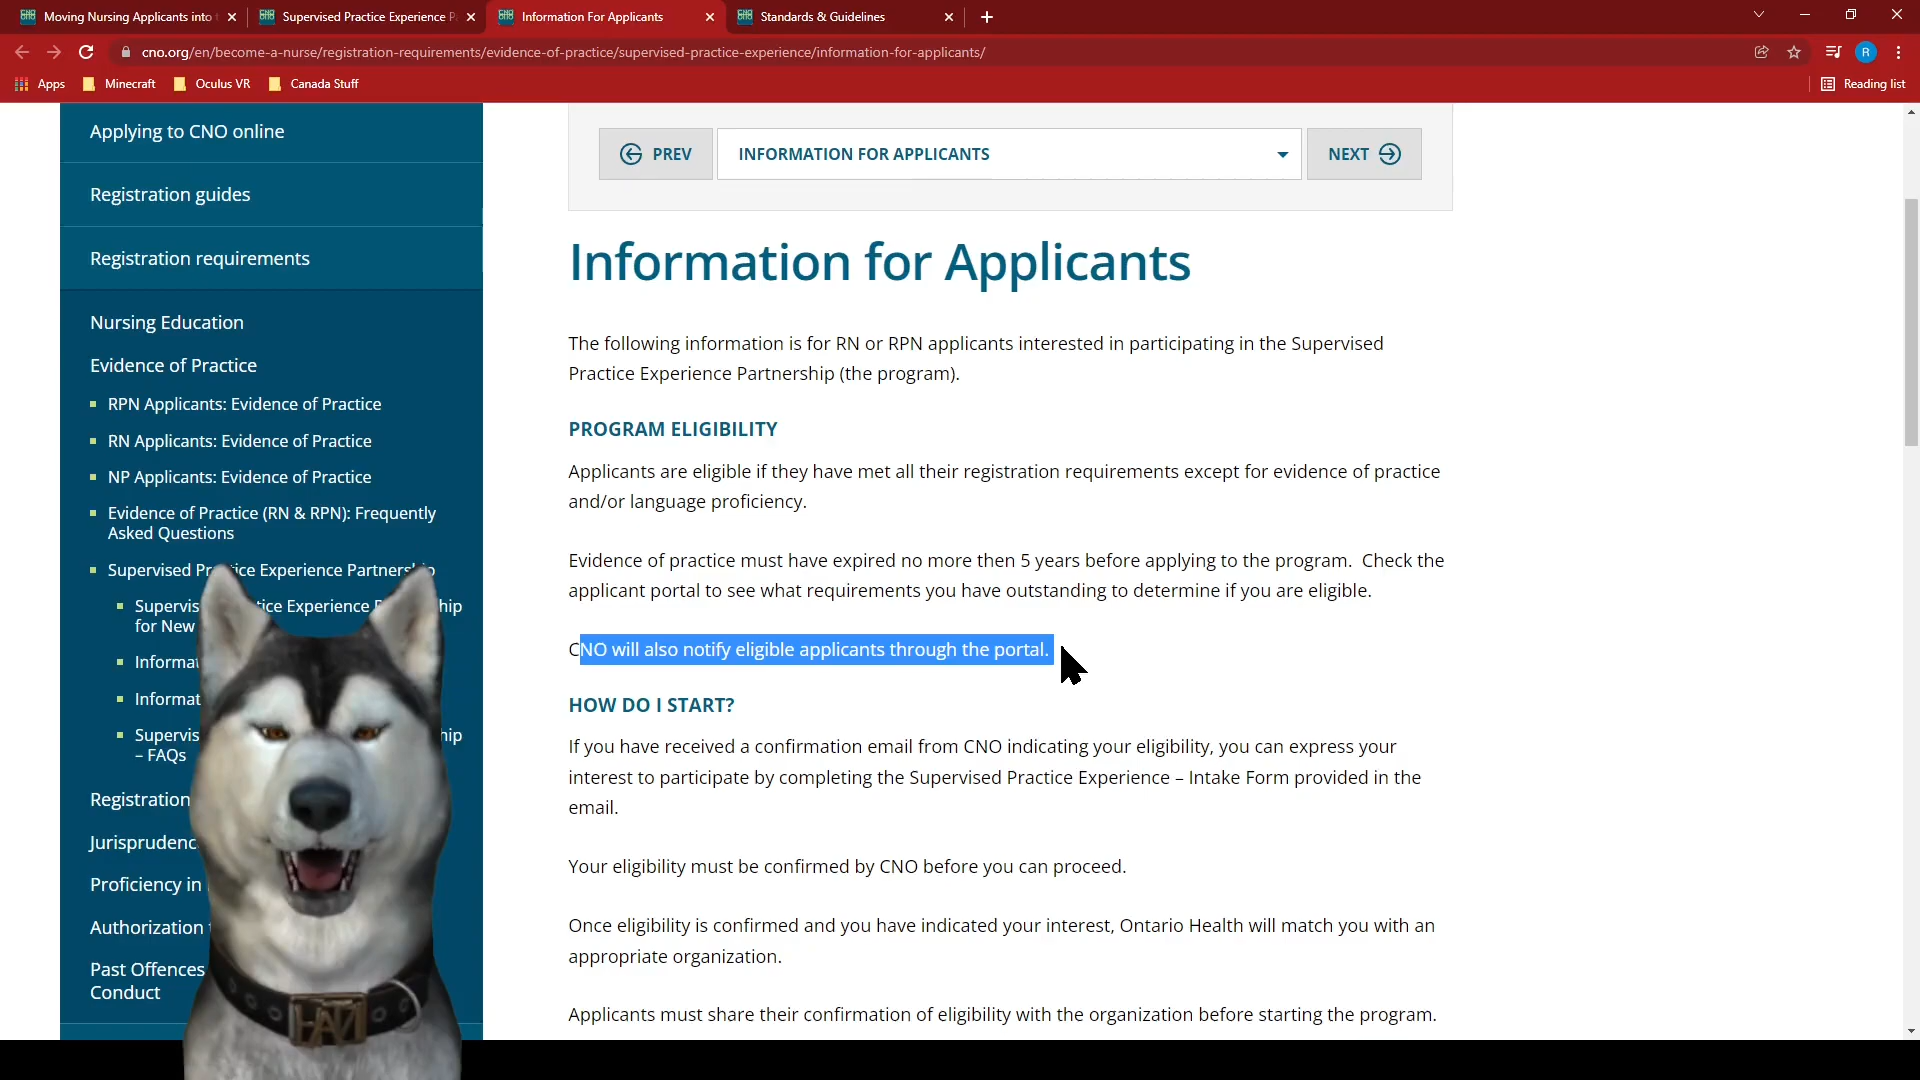 Moving Nursing Applicants into
Supervised Practice Experience P
Information For Applicants
Standards & Guidelines
cno.org/en/become-a-nurse/registration-requirements/evidence-of-practice/supervised-practice-experience/information-for-applicants/
R
Apps
Minecraft
Oculus VR
Canada Stuff
Reading list
Applying to CNO online
Registration guides
Registration requirements
Nursing Education
Evidence of Practice
RPN Applicants: Evidence of Practice
RN Applicants: Evidence of Practice
NP Applicants: Evidence of Practice
Evidence of Practice (RN & RPN): Frequently
Asked Questions
Supervised Pr tice Experience Partnersh p
Supervis tice Experience P hip
for New
Informat
Informat
Supervis hip
– FAQs
Registration
Jurisprudenc
Proficiency in
Authorization
Past Offences
Conduct
PREV
INFORMATION FOR APPLICANTS
NEXT
Information for Applicants
The following information is for RN or RPN applicants interested in participating in the Supervised
Practice Experience Partnership (the program).
PROGRAM ELIGIBILITY
Applicants are eligible if they have met all their registration requirements except for evidence of practice
and/or language proficiency.
Evidence of practice must have expired no more then 5 years before applying to the program. Check the
applicant portal to see what requirements you have outstanding to determine if you are eligible.
CNO will also notify eligible applicants through the portal.
HOW DO I START?
If you have received a confirmation email from CNO indicating your eligibility, you can express your
interest to participate by completing the Supervised Practice Experience – Intake Form provided in the
email.
Your eligibility must be confirmed by CNO before you can proceed.
Once eligibility is confirmed and you have indicated your interest, Ontario Health will match you with an
appropriate organization.
Applicants must share their confirmation of eligibility with the organization before starting the program.